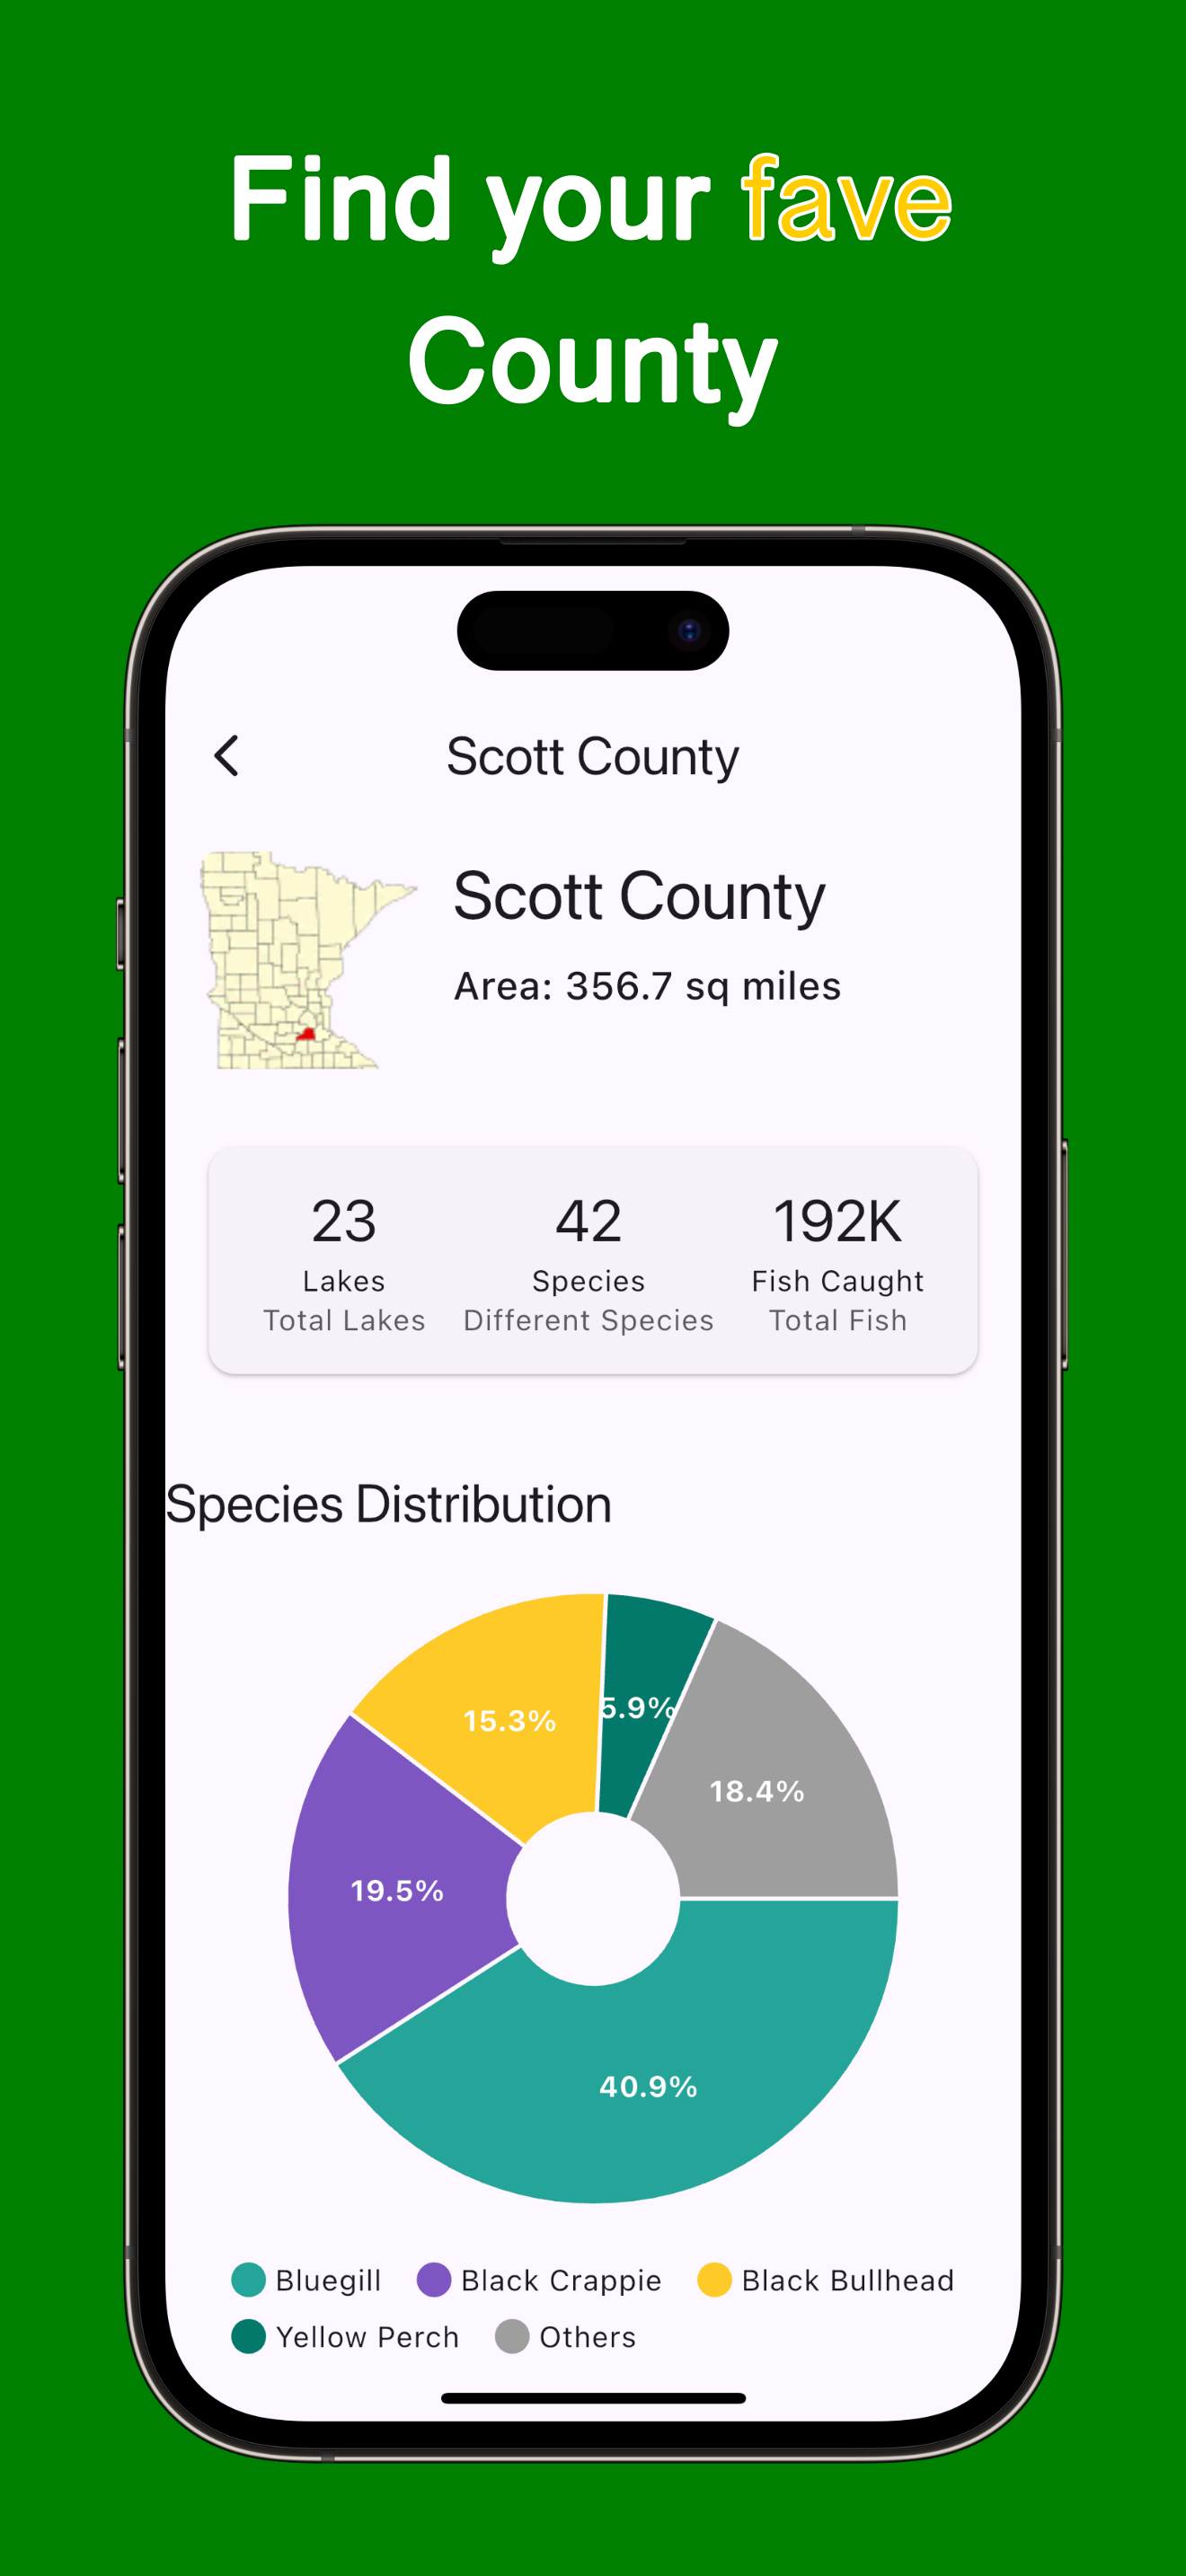 Find your fave
County
Scott County
Scott County
Area: 356.7 sq miles
23 42 192K
Lakes Species Fish Caught
Total Lakes Different Species Total Fish
Species Distribution
15.3%
5.9%
18.4%
19.5%
40.9%
Bluegill Black Crappie Black Bullhead
Yellow Perch Others